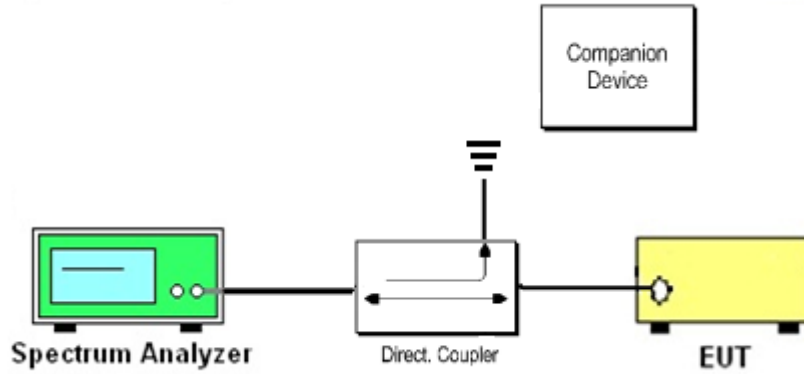 Companion
Device
Spectrum Analyzer
Direct. Coupler
EUT